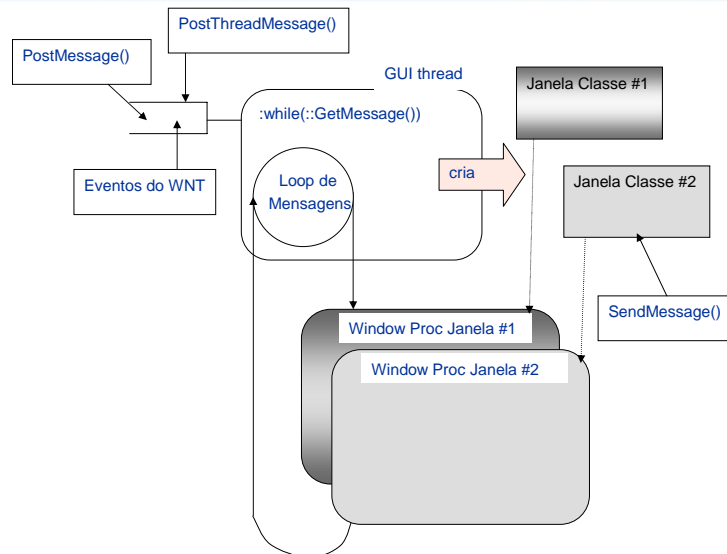 PostThreadMessage()
PostMessage()
GUI thread
Janela Classe #1
:while(::GetMessage())
Eventos do WNT
Loop de
Mensagens
cria
Janela Classe #2
SendMessage()
Window Proc Janela #1
Window Proc Janela #2